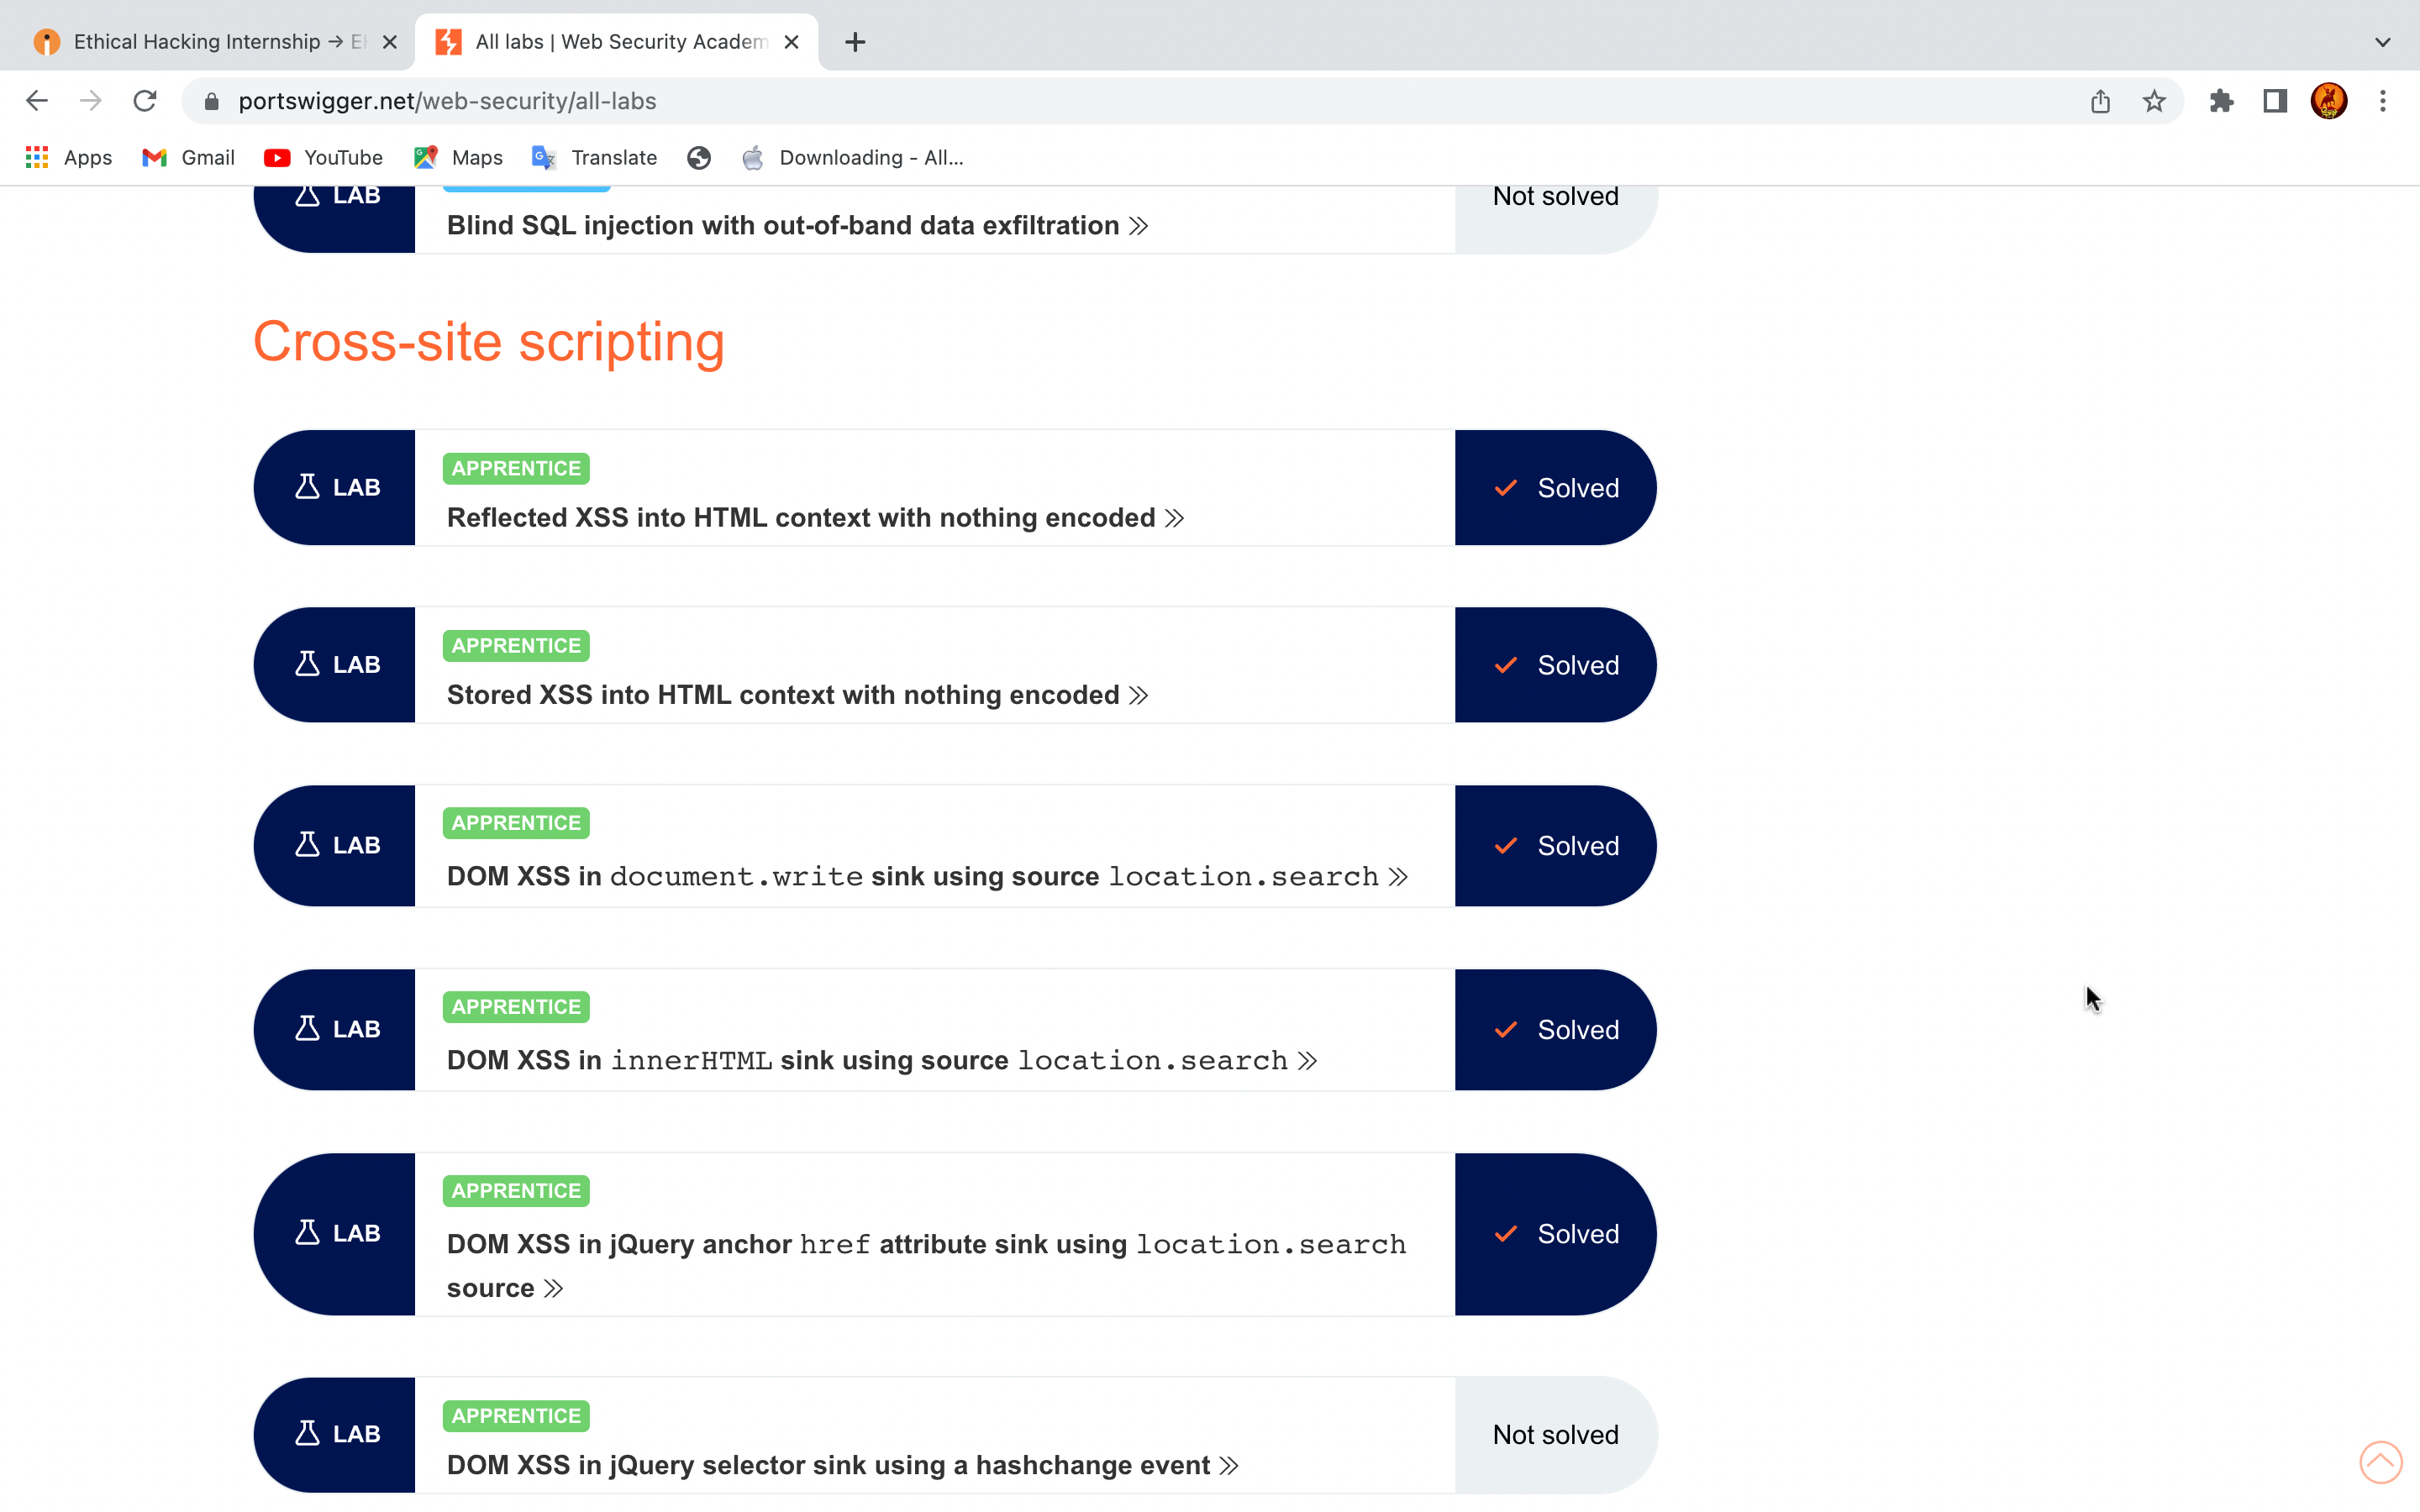 Ethical Hacking Internship → E
All labs | Web Security Academ
portswigger.net/web-security/all-labs
Apps
Gmail
YouTube
Maps
Translate
Downloading - All...
LAB
Not solved
Blind SQL injection with out-of-band data exfiltration
Cross-site scripting
LAB
APPRENTICE
Reflected XSS into HTML context with nothing encoded
Solved
LAB
APPRENTICE
Stored XSS into HTML context with nothing encoded
Solved
LAB
APPRENTICE
DOM XSS in document.write sink using source location.search
Solved
LAB
APPRENTICE
DOM XSS in innerHTML sink using source location.search
Solved
LAB
APPRENTICE
DOM XSS in jQuery anchor href attribute sink using location.search
source
Solved
LAB
APPRENTICE
DOM XSS in jQuery selector sink using a hashchange event
Not solved